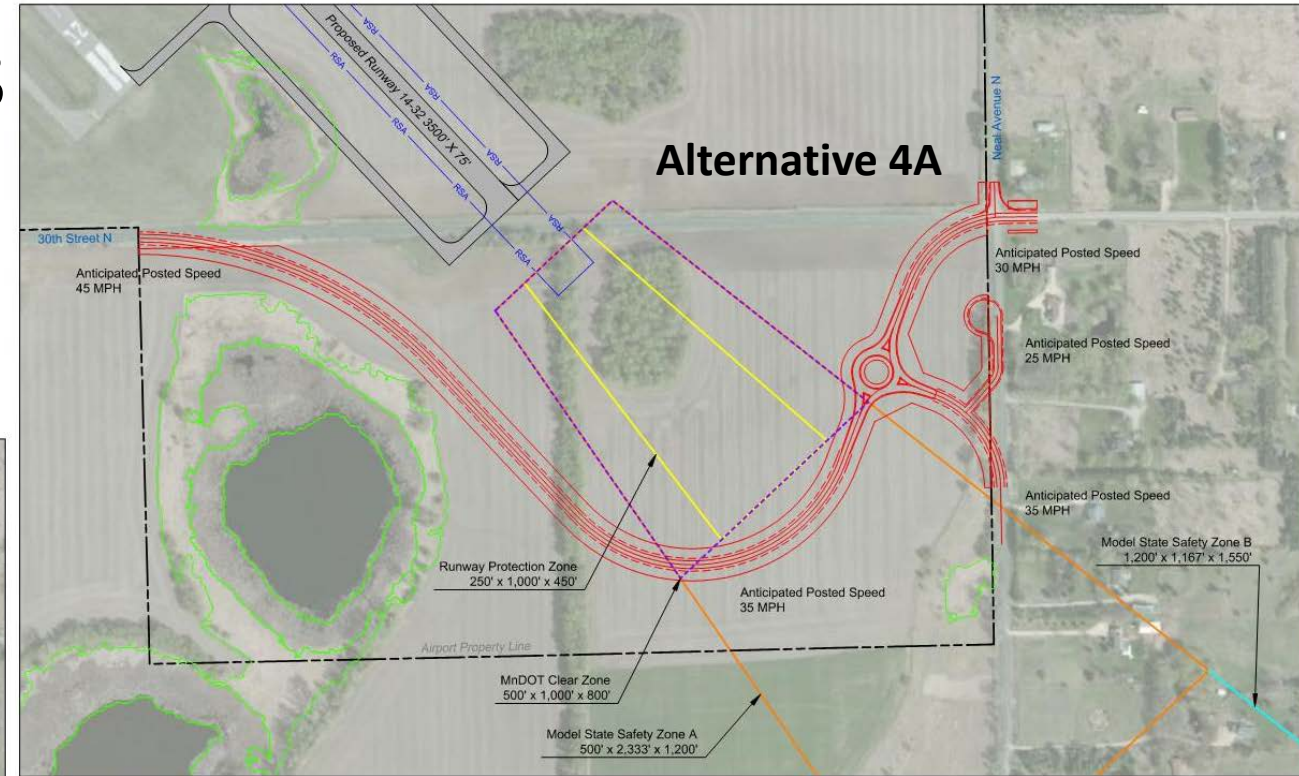 Proposed Runway 14-32 3500' X 75'
RSA
RSA
RSA
RSA
RSA
RSA
RSA
RSA
Alternative 4A
Neal Avenue N
30th Street N
Anticipated Posted Speed
45 MPH
Anticipated Posted Speed
30 MPH
Anticipated Posted Speed
25 MPH
Anticipated Posted Speed
35 MPH
Model State Safety Zone B
1,200' x 1,167' x 1,550'
Runway Protection Zone
250' x 1,000' x 450'
Anticipated Posted Speed
35 MPH
Airport Property Line
MnDOT Clear Zone
500' x 1,000' x 800'
Model State Safety Zone A
500' x 2,333' x 1,200'